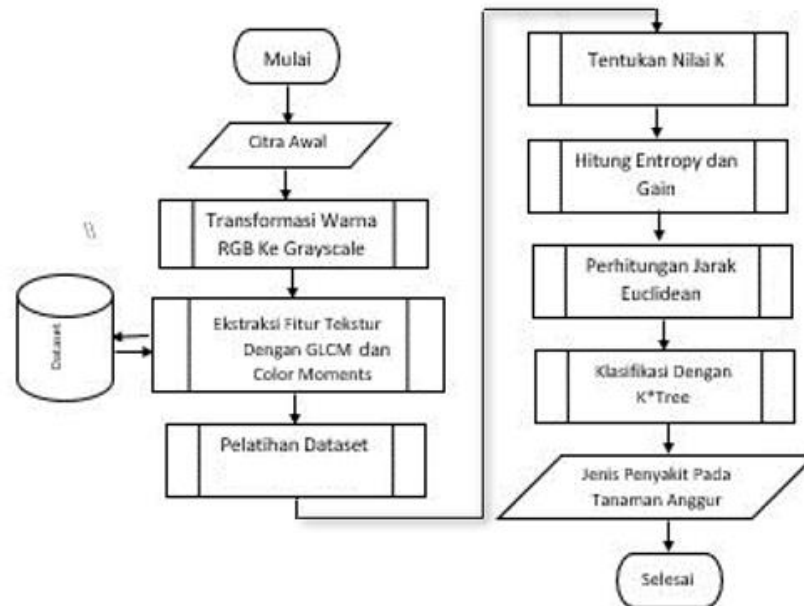 Mulai
Citra Awal
Transformasi Warna
RGB Ke Grayscale
Dataset
Ekstraksi Fitur Tekstur
Dengan GLCM dan
Color Moments
Pelatihan Dataset
Tentukan Nilai K
Hitung Entropy dan
Gain
Perhitungan Jarak
Euclidean
Klasifikasi Dengan
K*Tree
Jenis Penyakit Pada
Tanaman Anggur
Selesai